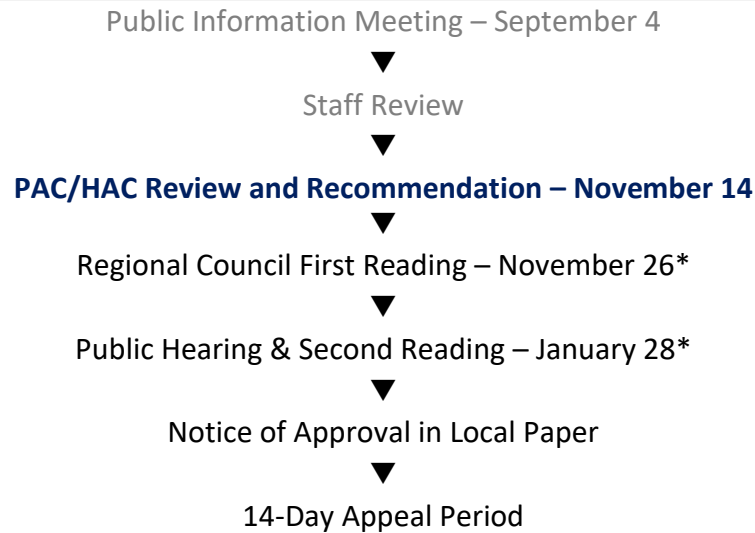 Public Information Meeting – September 4
Staff Review
PAC/HAC Review and Recommendation – November 14
Regional Council First Reading – November 26*
Public Hearing & Second Reading – January 28*
Notice of Approval in Local Paper
14-Day Appeal Period